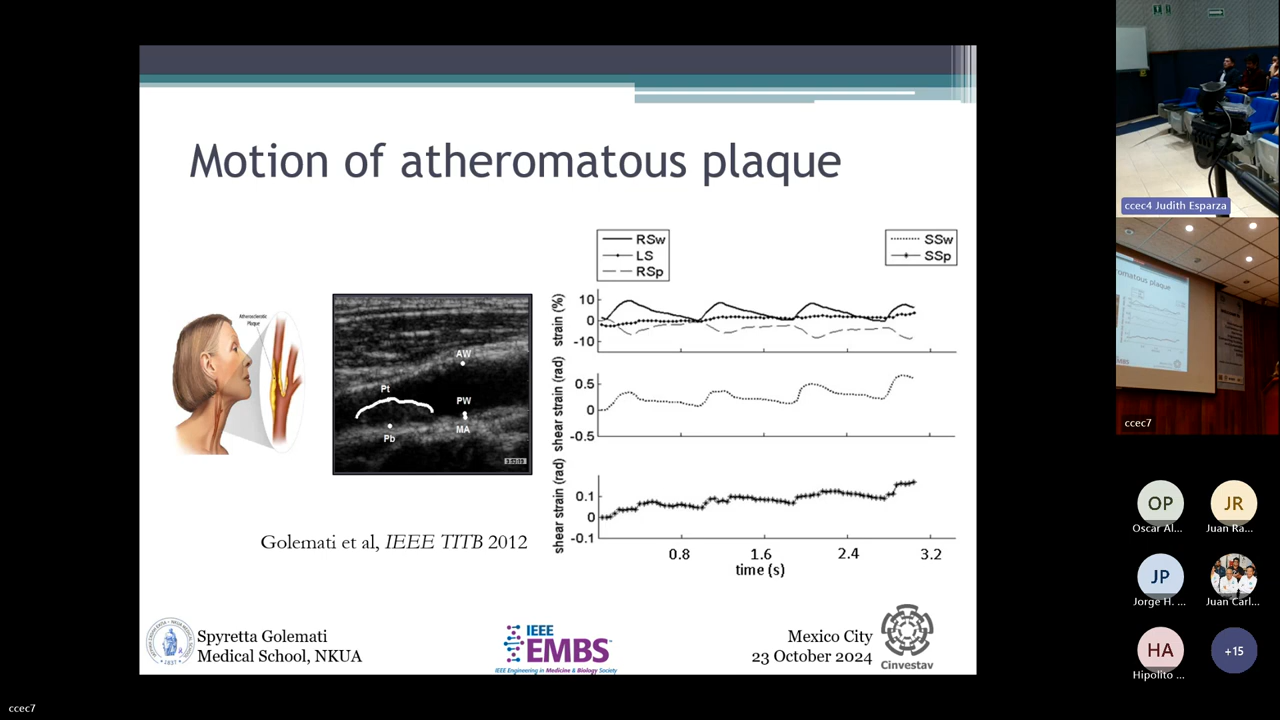 Motion of atheromatous plaque
Atherosclerotic
Plaque
AW
Pt
PW
Pb
MA
RSw
LS
RSp
SSw
SSp
strain (%)
10
0
-10
shear strain (rad)
0.5
0
-0.5
shear strain (rad)
0.1
0
-0.1
0.8
1.6
2.4
3.2
time (s)
Golemati et al, IEEE TITB 2012
Spyretta Golemati
Medical School, NKUA
IEEE
EMBS
IEEE Engineering in Medicine & Biology Society
Mexico City
23 October 2024
Cinvestav
ccec4 Judith Esparza
ccec7
OP
Oscar Al...
JR
Juan Ra...
JP
Jorge H. ...
Juan Carl...
HA
Hipolito ...
+15
ccec7